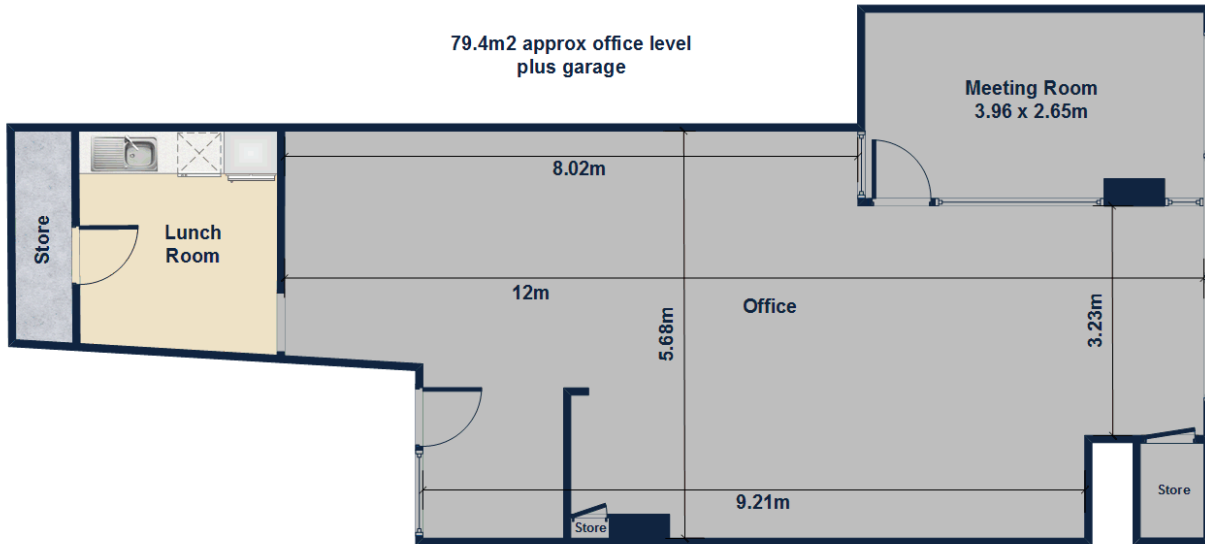 79.4m2 approx office level
plus garage
Meeting Room
3.96 x 2.65m
8.02m
Store
Lunch
Room
12m
Office
5.68m
3.23m
9.21m
Store
Store